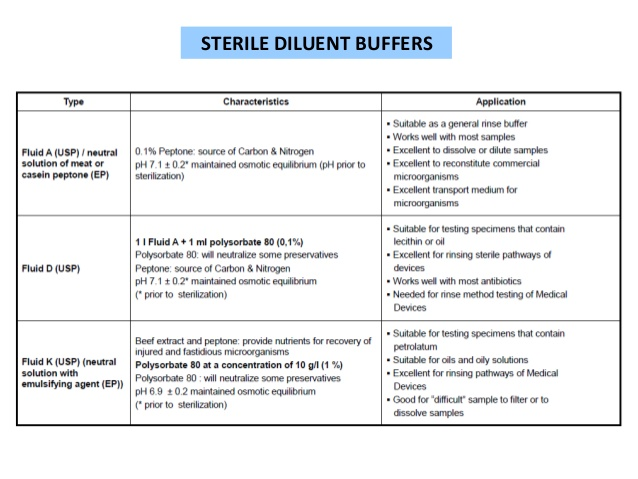 STERILE DILUENT BUFFERS
Type
Characteristics
Application
Fluid A (USP) / neutral
solution of meat or
casein peptone (EP)
0.1% Peptone: source of Carbon & Nitrogen
pH 7.1 ± 0.2* maintained osmotic equilibrium (pH prior to
sterilization)
▪ Suitable as a general rinse buffer
▪ Works well with most samples
▪ Excellent to dissolve or dilute samples
▪ Excellent to reconstitute commercial
microorganisms
▪ Excellent transport medium for
microorganisms
Fluid D (USP)
1 l Fluid A + 1 ml polysorbate 80 (0,1%)
Polysorbate 80: will neutralize some preservatives
Peptone: source of Carbon & Nitrogen
pH 7.1 ± 0.2* maintained osmotic equilibrium
(* prior to sterilization)
▪ Suitable for testing specimens that contain
lecithin or oil
▪ Excellent for rinsing sterile pathways of
devices
▪ Works well with most antibiotics
▪ Needed for rinse method testing of Medical
Devices
Fluid K (USP) (neutral
solution with
emulsifying agent (EP))
Beef extract and peptone: provide nutrients for recovery of
injured and fastidious microorganisms
Polysorbate 80 at a concentration of 10 g/l (1 %)
Polysorbate 80 : will neutralize some preservatives
pH 6.9 ± 0.2 maintained osmotic equilibrium
(* prior to sterilization)
▪ Suitable for testing specimens that contain
petrolatum
▪ Suitable for oils and oily solutions
▪ Excellent for rinsing pathways of Medical
Devices
▪ Good for "difficult" sample to filter or to
dissolve samples